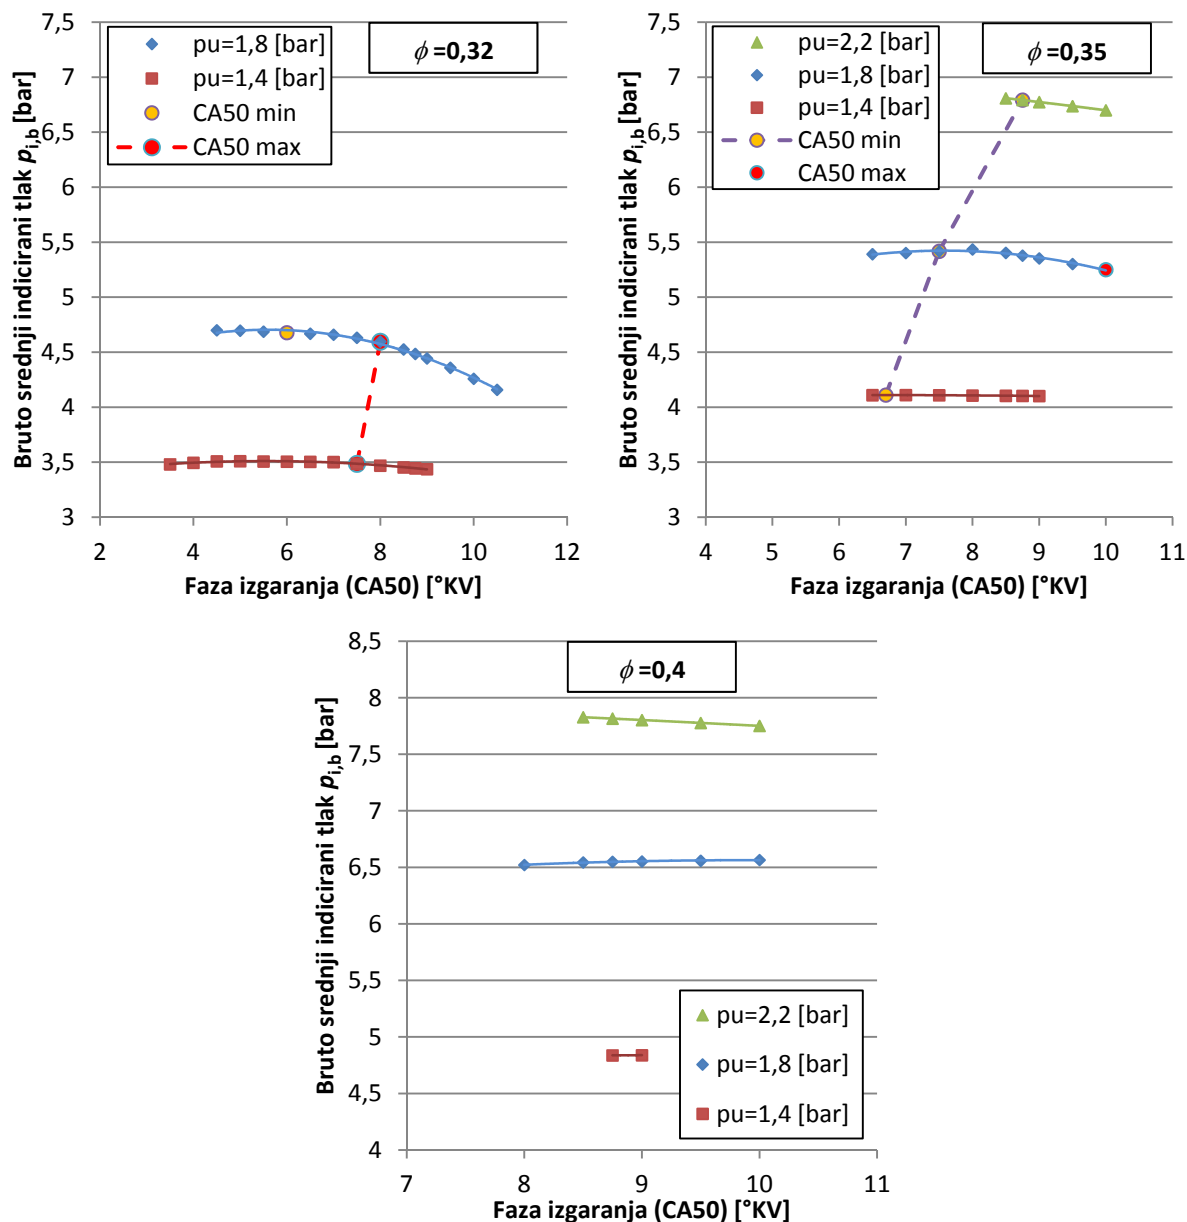 Bruto srednji indicirani tlak pi,b [bar]
7,5
7
6,5
6
5,5
5
4,5
4
3,5
3
2
4
6
8
10
12
Faza izgaranja (CA50) [°KV]
pu=1,8 [bar]
pu=1,4 [bar]
CA50 min
CA50 max
ϕ =0,32
Bruto srednji indicirani tlak pi,b [bar]
7,5
7
6,5
6
5,5
5
4,5
4
3,5
3
4
5
6
7
8
9
10
11
Faza izgaranja (CA50) [°KV]
pu=2,2 [bar]
pu=1,8 [bar]
pu=1,4 [bar]
CA50 min
CA50 max
ϕ =0,35
Bruto srednji indicirani tlak pi,b [bar]
8,5
8
7,5
7
6,5
6
5,5
5
4,5
4
7
8
9
10
11
Faza izgaranja (CA50) [°KV]
ϕ =0,4
pu=2,2 [bar]
pu=1,8 [bar]
pu=1,4 [bar]